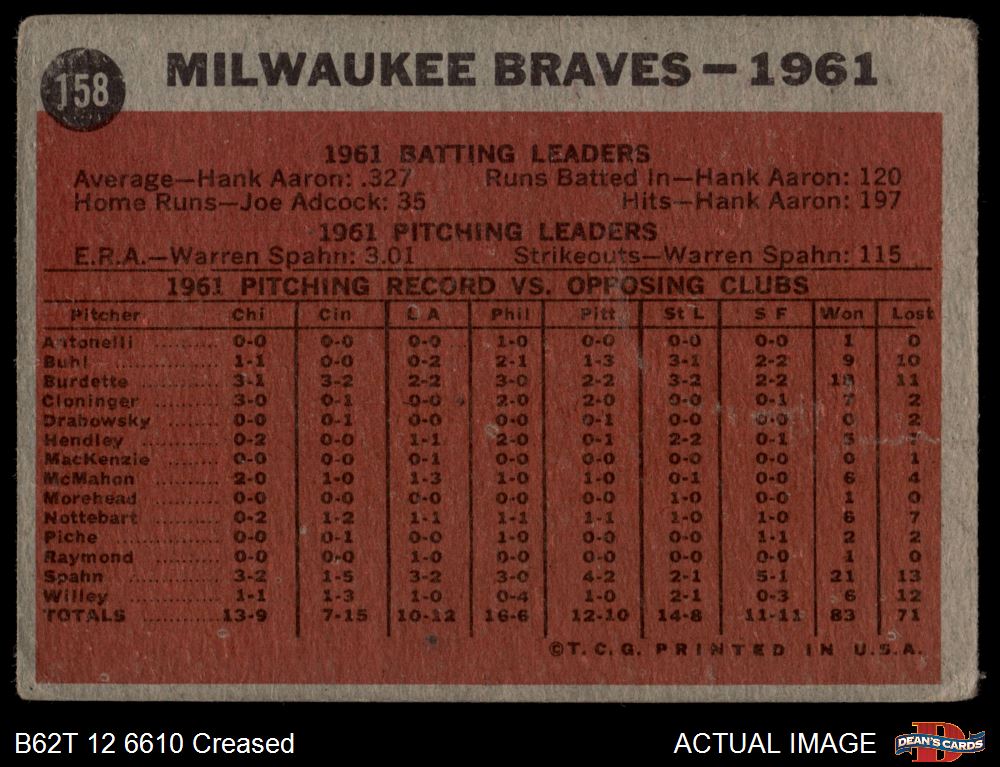 158
MILWAUKEE BRAVES – 1961
1961 BATTING LEADERS
Average—Hank Aaron: .327 Runs Batted In—Hank Aaron: 120
Home Runs—Joe Adcock: 35 Hits—Hank Aaron: 197
1961 PITCHING LEADERS
E.R.A.—Warren Spahn: 3.01 Strikeouts—Warren Spahn: 115
1961 PITCHING RECORD VS. OPPOSING CLUBS
Pitcher Chi Cin L A Phil Pitt St L S F Won Lost
Antonelli 0-0 0-0 0-0 1-0 0-0 0-0 0-0 1 0
Buhl ........... 1-1 0-0 0-2 2-1 1-3 3-1 2-2 9 10
Burdette ........... 3-1 3-2 2-2 3-0 2-2 3-2 2-2 18 11
Cloninger ......... 3-0 0-1 0-0 2-0 2-0 0-0 0-1 7 2
Drabowsky ....... 0-0 0-1 0-0 0-0 0-1 0-0 0-0 0 2
Hendley ........... 0-2 0-0 1-1 2-0 0-1 2-2 0-1 5
MacKenzie ....... 0-0 0-0 0-1 0-0 0-0 0-0 0-0 0 1
McMahon ......... 2-0 1-0 1-3 1-0 1-0 0-1 0-0 6 4
Morehead ......... 0-0 0-0 0-0 0-0 0-0 1-0 0-0 1 0
Nottebart ......... 0-2 1-2 1-1 1-1 1-1 1-0 1-0 6 7
Piche ........... 0-0 0-1 0-0 1-0 0-0 0-0 1-1 2 2
Raymond ......... 0-0 0-0 1-0 0-0 0-0 0-0 0-0 1 0
Spahn ........... 3-2 1-5 3-2 3-0 4-2 2-1 5-1 21 13
Willey ........... 1-1 1-3 1-0 0-4 1-0 2-1 0-3 6 12
TOTALS ........... 13-9 7-15 10-12 16-6 12-10 14-8 11-11 83 71
©T. C. G. PRINTED IN U.S.A.
B62T 12 6610 Creased ACTUAL IMAGE D DEAN'S CARDS